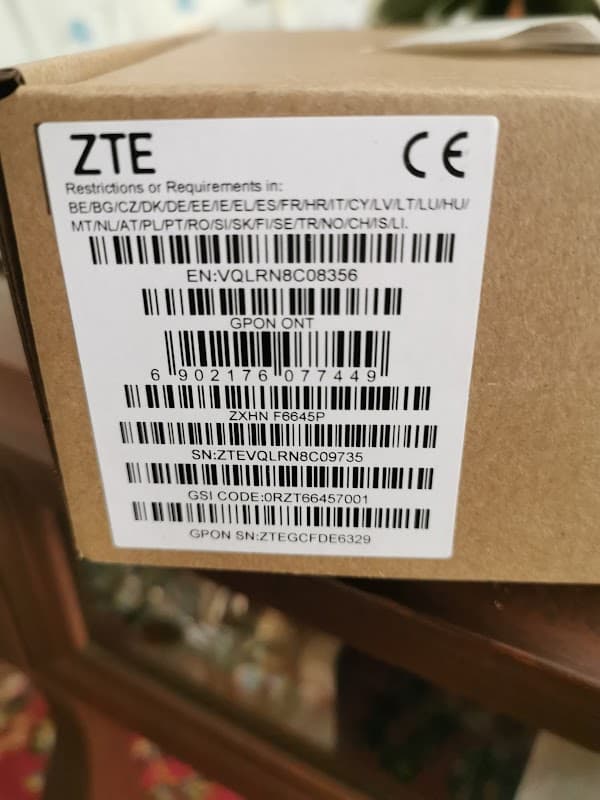 ZTE CE
Restrictions or Requirements in:
BE/BG/CZ/DK/DE/EE/IE/EL/ES/FR/HR/IT/CY/LV/LT/LU/HU/
MT/NL/AT/PL/PT/RO/SI/SK/FI/SE/TR/NO/CH/IS/LI.
EN:VQLRN8C08356
GPON ONT
6 902176 077449
ZXHN F6645P
SN:ZTEVQLRN8C09735
GSI CODE:0RZT66457001
GPON SN:ZTEGCFDE6329